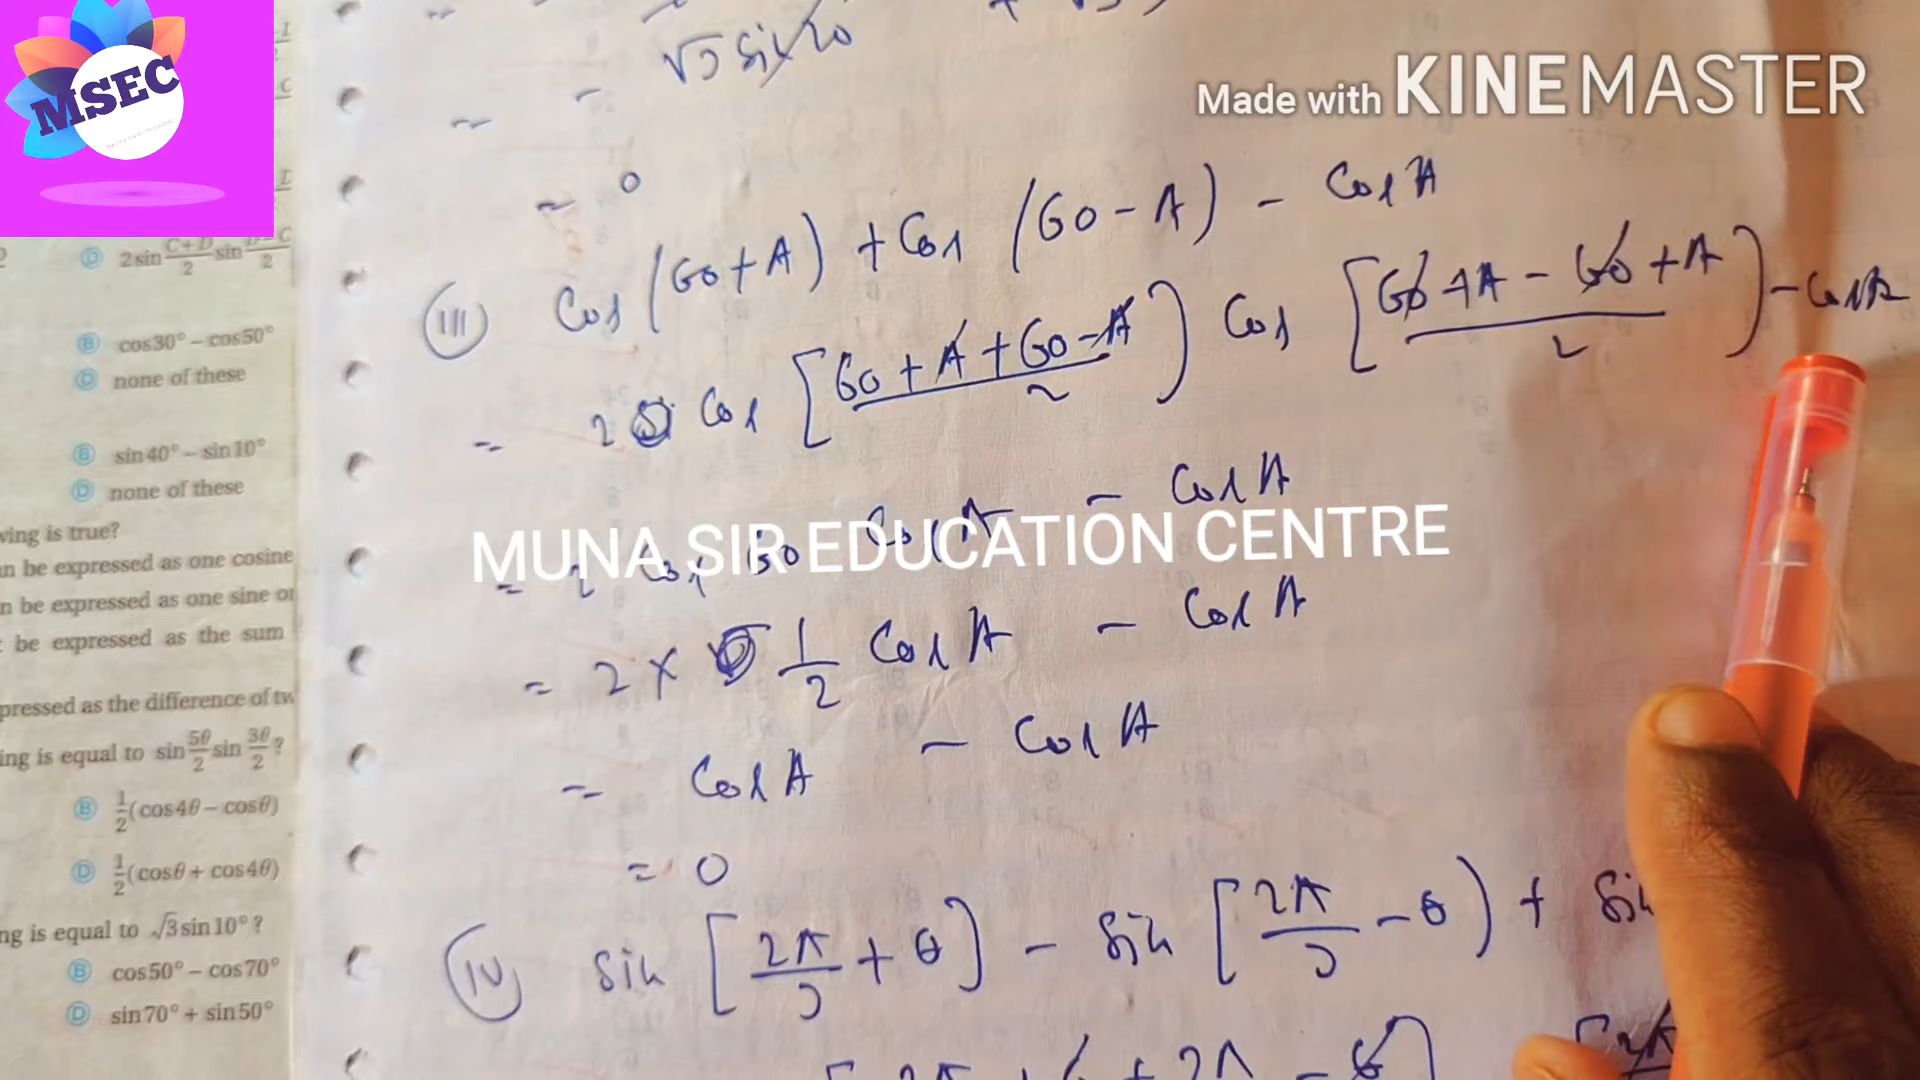 MSEC
Made with KINEMASTER
√3 sin 20
= 0
(III) Cos (60+A) + Cos (60-A) - Cos A
= 2 Cos [60+A+60-A/2] Cos [60+A-60+A/2] - Cos A
= 2 Cos 60 Cos A - Cos A
MUNA SIR EDUCATION CENTRE
= 2 × 1/2 Cos A - Cos A
= Cos A - Cos A
= 0
(IV) Sin [2π/3 + θ] - Sin [2π/3 - θ] + Sin
D 2sin C+D/2 sin D-C/2
B cos30° - cos50°
D none of these
B sin40° - sin10°
D none of these
ving is true?
n be expressed as one cosine
n be expressed as one sine or
be expressed as the sum
pressed as the difference of tw
ing is equal to sin 5θ/2 sin 3θ/2 ?
B 1/2(cos4θ - cosθ)
D 1/2(cosθ + cos4θ)
ng is equal to √3 sin10° ?
B cos50° - cos70°
D sin70° + sin50°